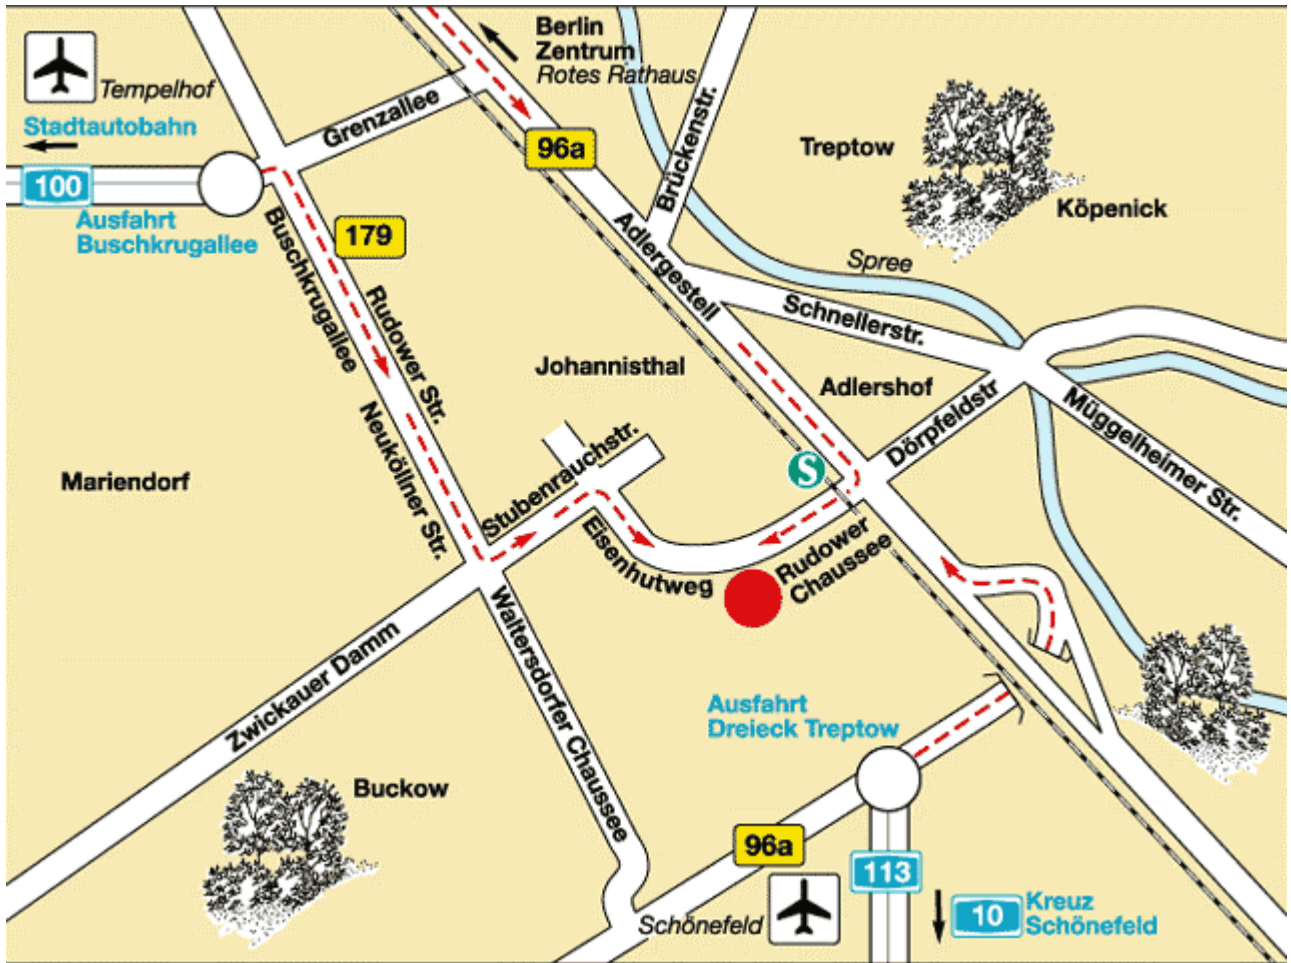 Berlin
Zentrum
Rotes Rathaus
Tempelhof
Stadtautobahn
100
Ausfahrt
Buschkrugallee
Grenzallee
96a
Brückenstr.
Treptow
Köpenick
179
Buschkrugallee
Rudower Str.
Adlergestell
Spree
Schnellerstr.
Johannisthal
Adlershof
Dörpfeldstr
Müggelheimer Str.
Mariendorf
Neuköllner Str.
Stubenrauchstr.
S
Eisenhutweg
Rudower
Chaussee
Zwickauer Damm
Waltersdorfer Chaussee
Ausfahrt
Dreieck Treptow
Buckow
96a
113
Schönefeld
10
Kreuz
Schönefeld